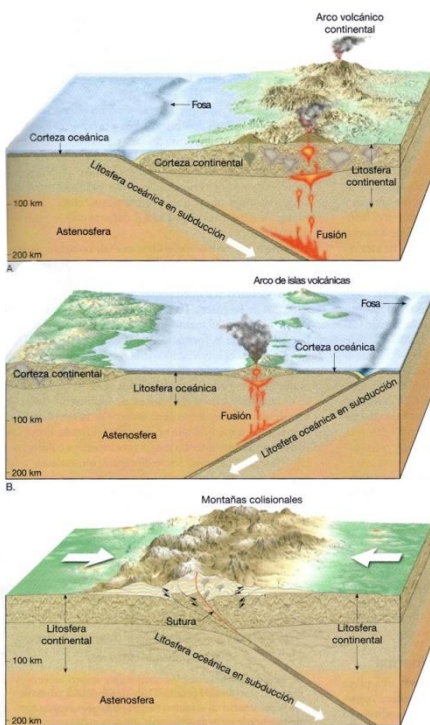 Arco volcánico
continental
Fosa
Corteza oceánica
Corteza continental
Litosfera
continental
Litosfera oceánica en subducción
100 km
Astenosfera
Fusión
200 km
A.
Arco de islas volcánicas
Fosa
Corteza oceánica
Corteza continental
Litosfera oceánica
Fusión
100 km
Astenosfera
Litosfera oceánica en subducción
200 km
B.
Montañas colisionales
Sutura
Litosfera
continental
Litosfera
continental
Litosfera oceánica en subducción
100 km
Astenosfera
200 km